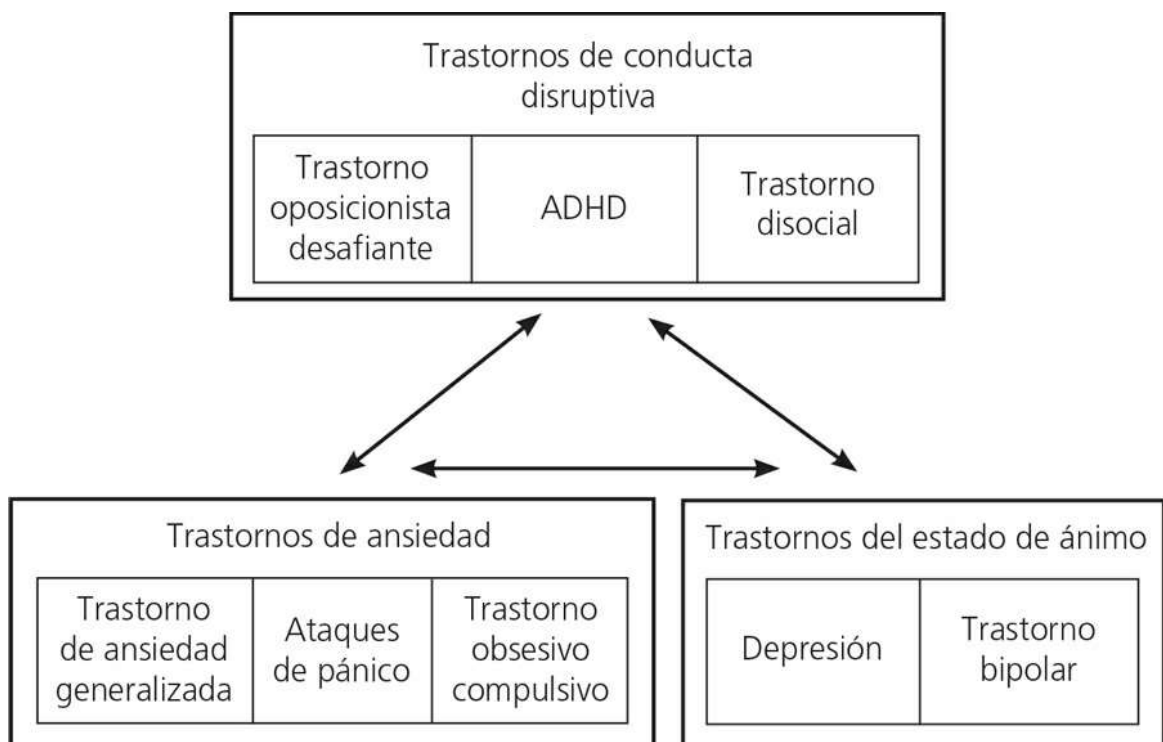 Trastornos de conducta
disruptiva
Trastorno
oposicionista
desafiante
ADHD
Trastorno
disocial
Trastornos de ansiedad
Trastorno
de ansiedad
generalizada
Ataques
de pánico
Trastorno
obsesivo
compulsivo
Trastornos del estado de ánimo
Depresión
Trastorno
bipolar